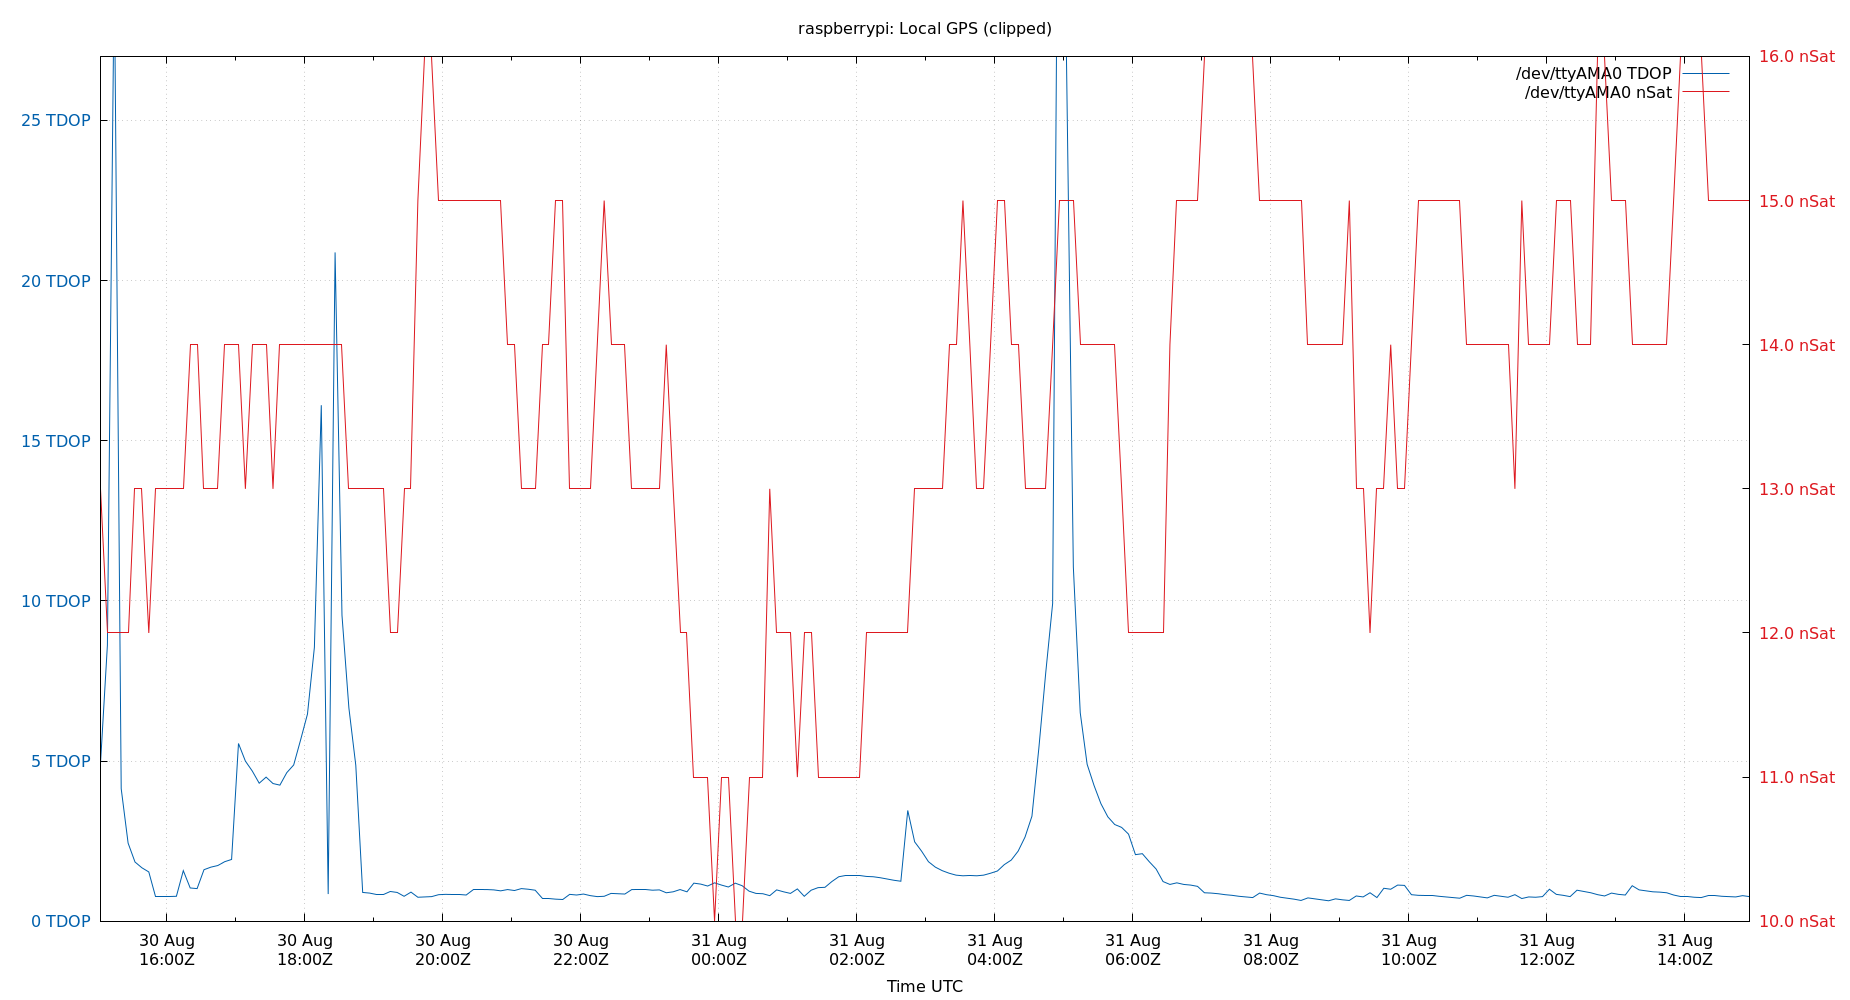 raspberrypi: Local GPS (clipped)
/dev/ttyAMA0 TDOP
/dev/ttyAMA0 nSat
25 TDOP
20 TDOP
15 TDOP
10 TDOP
5 TDOP
0 TDOP
16.0 nSat
15.0 nSat
14.0 nSat
13.0 nSat
12.0 nSat
11.0 nSat
10.0 nSat
30 Aug 30 Aug 30 Aug 30 Aug 31 Aug 31 Aug 31 Aug 31 Aug 31 Aug 31 Aug 31 Aug 31 Aug
16:00Z 18:00Z 20:00Z 22:00Z 00:00Z 02:00Z 04:00Z 06:00Z 08:00Z 10:00Z 12:00Z 14:00Z
Time UTC